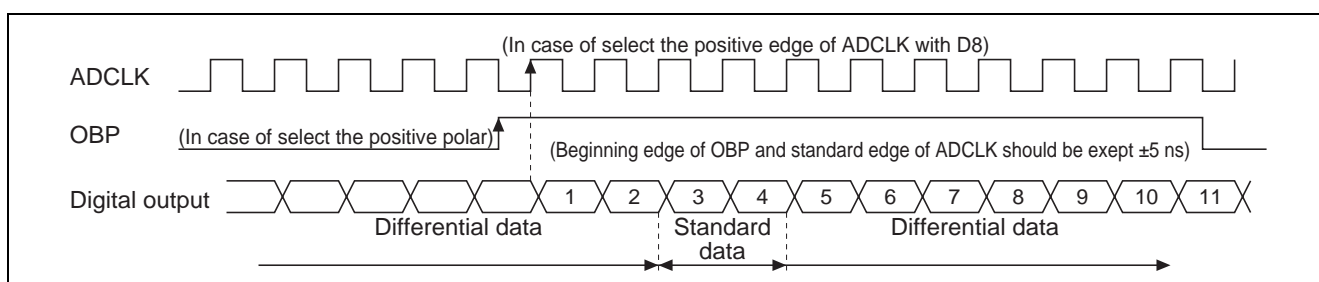 (In case of select the positive edge of ADCLK with D8)
ADCLK
OBP
(In case of select the positive polar)
(Beginning edge of OBP and standard edge of ADCLK should be exept ±5 ns)
Digital output
1 2 3 4 5 6 7 8 9 10 11
Differential data Standard data Differential data